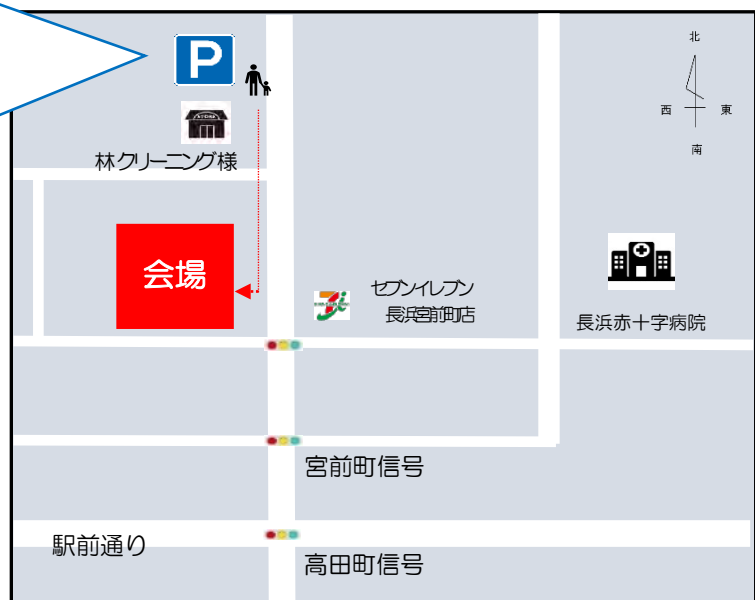 P
北
西
東
南
林クリーニング様
会場
セブンイレブン
長浜宮前町店
長浜赤十字病院
宮前町信号
駅前通り
高田町信号